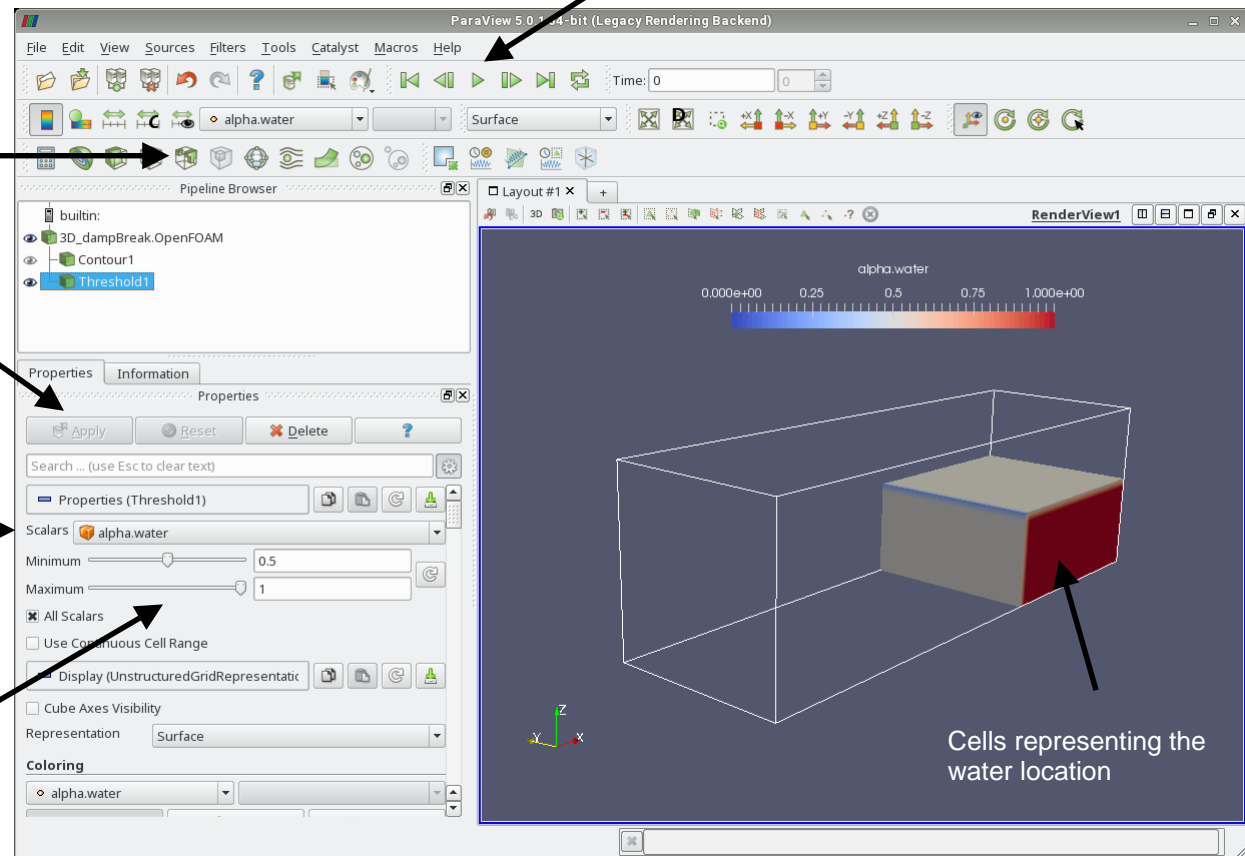 ParaView 5.0.1 64-bit (Legacy Rendering Backend)
File Edit View Sources Filters Tools Catalyst Macros Help
Time: 0 0
alpha.water Surface
Pipeline Browser
builtin:
3D_dampBreak.OpenFOAM
Contour1
Threshold1
Properties Information
Properties
Apply Reset Delete ?
Search ... (use Esc to clear text)
Properties (Threshold1)
Scalars alpha.water
Minimum 0.5
Maximum 1
All Scalars
Use Continuous Cell Range
Display (UnstructuredGridRepresentatic
Cube Axes Visibility
Representation Surface
Coloring
alpha.water
Layout #1 +
3D RenderView1
alpha.water
0.000e+00 0.25 0.5 0.75 1.000e+00
Z
Y X
Cells representing the
water location